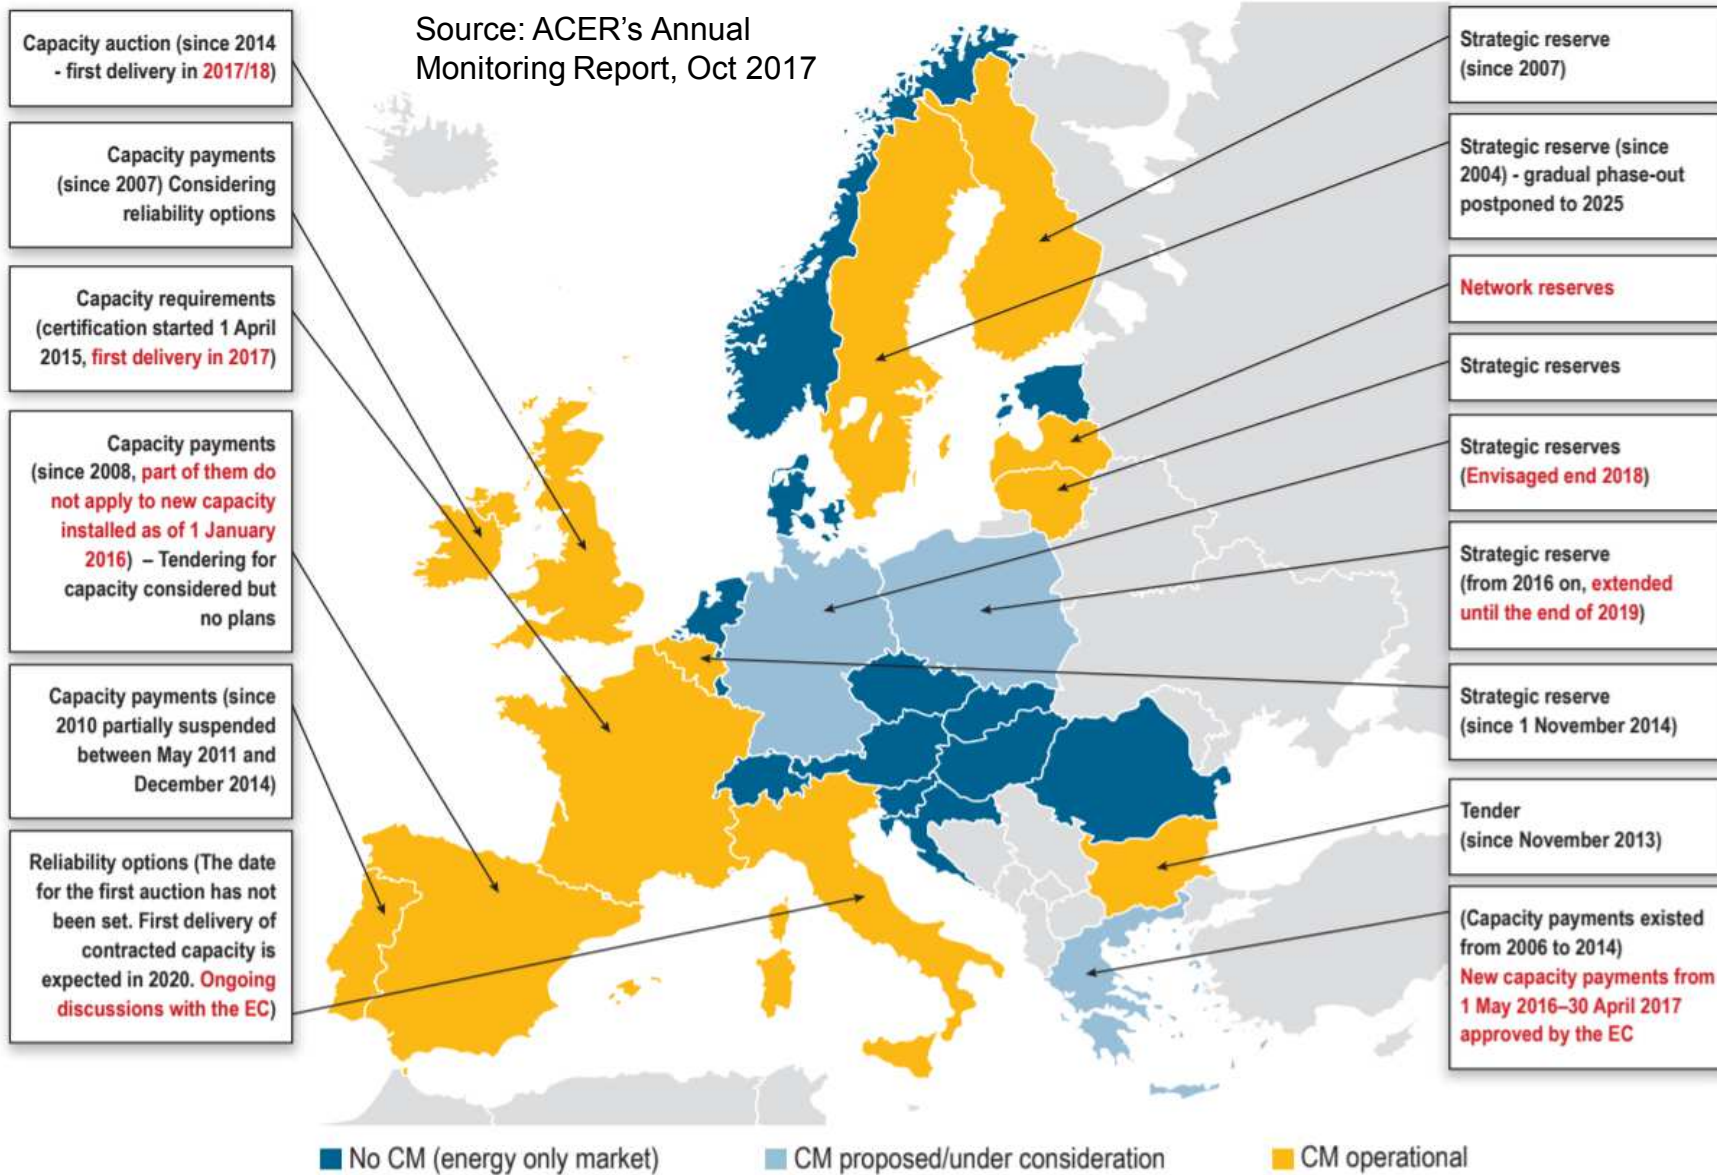 Source: ACER’s Annual
Monitoring Report, Oct 2017
Capacity auction (since 2014
- first delivery in 2017/18)
Capacity payments
(since 2007) Considering
reliability options
Capacity requirements
(certification started 1 April
2015, first delivery in 2017)
Capacity payments
(since 2008, part of them do
not apply to new capacity
installed as of 1 January
2016) – Tendering for
capacity considered but
no plans
Capacity payments (since
2010 partially suspended
between May 2011 and
December 2014)
Reliability options (The date
for the first auction has not
been set. First delivery of
contracted capacity is
expected in 2020. Ongoing
discussions with the EC)
Strategic reserve
(since 2007)
Strategic reserve (since
2004) - gradual phase-out
postponed to 2025
Network reserves
Strategic reserves
Strategic reserves
(Envisaged end 2018)
Strategic reserve
(from 2016 on, extended
until the end of 2019)
Strategic reserve
(since 1 November 2014)
Tender
(since November 2013)
(Capacity payments existed
from 2006 to 2014)
New capacity payments from
1 May 2016–30 April 2017
approved by the EC
No CM (energy only market)
CM proposed/under consideration
CM operational